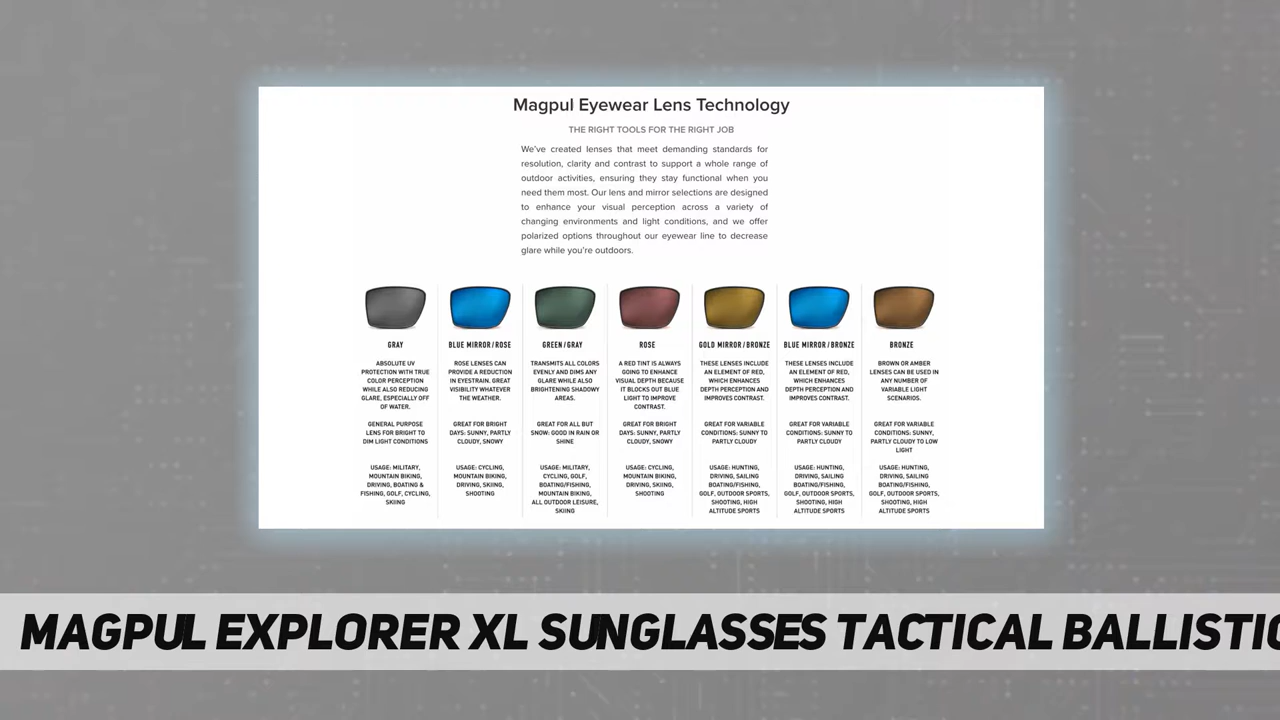 Magpul Eyewear Lens Technology
THE RIGHT TOOLS FOR THE RIGHT JOB
We've created lenses that meet demanding standards for
resolution, clarity and contrast to support a whole range of
outdoor activities, ensuring they stay functional when you
need them most. Our lens and mirror selections are designed
to enhance your visual perception across a variety of
changing environments and light conditions, and we offer
polarized options throughout our eyewear line to decrease
glare while you're outdoors.
GRAY
ABSOLUTE UV
PROTECTION WITH TRUE
COLOR PERCEPTION
WHILE ALSO REDUCING
GLARE, ESPECIALLY OFF
OF WATER.
GENERAL PURPOSE
LENS FOR BRIGHT TO
DIM LIGHT CONDITIONS
USAGE: MILITARY,
MOUNTAIN BIKING,
DRIVING, BOATING &
FISHING, GOLF, CYCLING,
SKIING
BLUE MIRROR/ROSE
ROSE LENSES CAN
PROVIDE A REDUCTION
IN EYESTRAIN. GREAT
VISIBILITY WHATEVER
THE WEATHER.
GREAT FOR BRIGHT
DAYS: SUNNY, PARTLY
CLOUDY, SNOWY
USAGE: CYCLING,
MOUNTAIN BIKING,
DRIVING, SKIING,
SHOOTING
GREEN/GRAY
TRANSMITS ALL COLORS
EVENLY AND DIMS ANY
GLARE WHILE ALSO
BRIGHTENING SHADOWY
AREAS.
GREAT FOR ALL BUT
SNOW: GOOD IN RAIN OR
SHINE
USAGE: MILITARY,
CYCLING, GOLF,
BOATING/FISHING,
MOUNTAIN BIKING,
ALL OUTDOOR LEISURE,
SKIING
ROSE
A RED TINT IS ALWAYS
GOING TO ENHANCE
VISUAL DEPTH BECAUSE
IT BLOCKS OUT BLUE
LIGHT TO IMPROVE
CONTRAST.
GREAT FOR BRIGHT
DAYS: SUNNY, PARTLY
CLOUDY, SNOWY
USAGE: CYCLING,
MOUNTAIN BIKING,
DRIVING, SKIING,
SHOOTING
GOLD MIRROR/BRONZE
THESE LENSES INCLUDE
AN ELEMENT OF RED,
WHICH ENHANCES
DEPTH PERCEPTION AND
IMPROVES CONTRAST.
GREAT FOR VARIABLE
CONDITIONS: SUNNY TO
PARTLY CLOUDY
USAGE: HUNTING,
DRIVING, SAILING
BOATING/FISHING,
GOLF, OUTDOOR SPORTS,
SHOOTING, HIGH
ALTITUDE SPORTS
BLUE MIRROR/BRONZE
THESE LENSES INCLUDE
AN ELEMENT OF RED,
WHICH ENHANCES
DEPTH PERCEPTION AND
IMPROVES CONTRAST.
GREAT FOR VARIABLE
CONDITIONS: SUNNY TO
PARTLY CLOUDY
USAGE: HUNTING,
DRIVING, SAILING
BOATING/FISHING,
GOLF, OUTDOOR SPORTS,
SHOOTING, HIGH
ALTITUDE SPORTS
BRONZE
BROWN OR AMBER
LENSES CAN BE USED IN
ANY NUMBER OF
VARIABLE LIGHT
SCENARIOS.
GREAT FOR VARIABLE
CONDITIONS: SUNNY,
PARTLY CLOUDY TO LOW
LIGHT
USAGE: HUNTING,
DRIVING, SAILING
BOATING/FISHING,
GOLF, OUTDOOR SPORTS,
SHOOTING, HIGH
ALTITUDE SPORTS
MAGPUL EXPLORER XL SUNGLASSES TACTICAL BALLISTIC